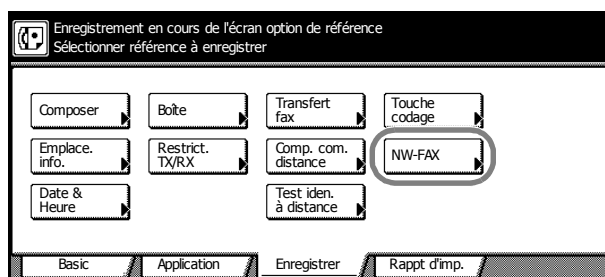 Enregistrement en cours de l'écran option de référence
Sélectionner référence à enregistrer
Composer
Boîte
Transfert
fax
Touche
codage
Emplace.
info.
Restrict.
TX/RX
Comp. com.
distance
NW-FAX
Date &
Heure
Test iden.
à distance
Basic
Application
Enregistrer
Rappt d'imp.